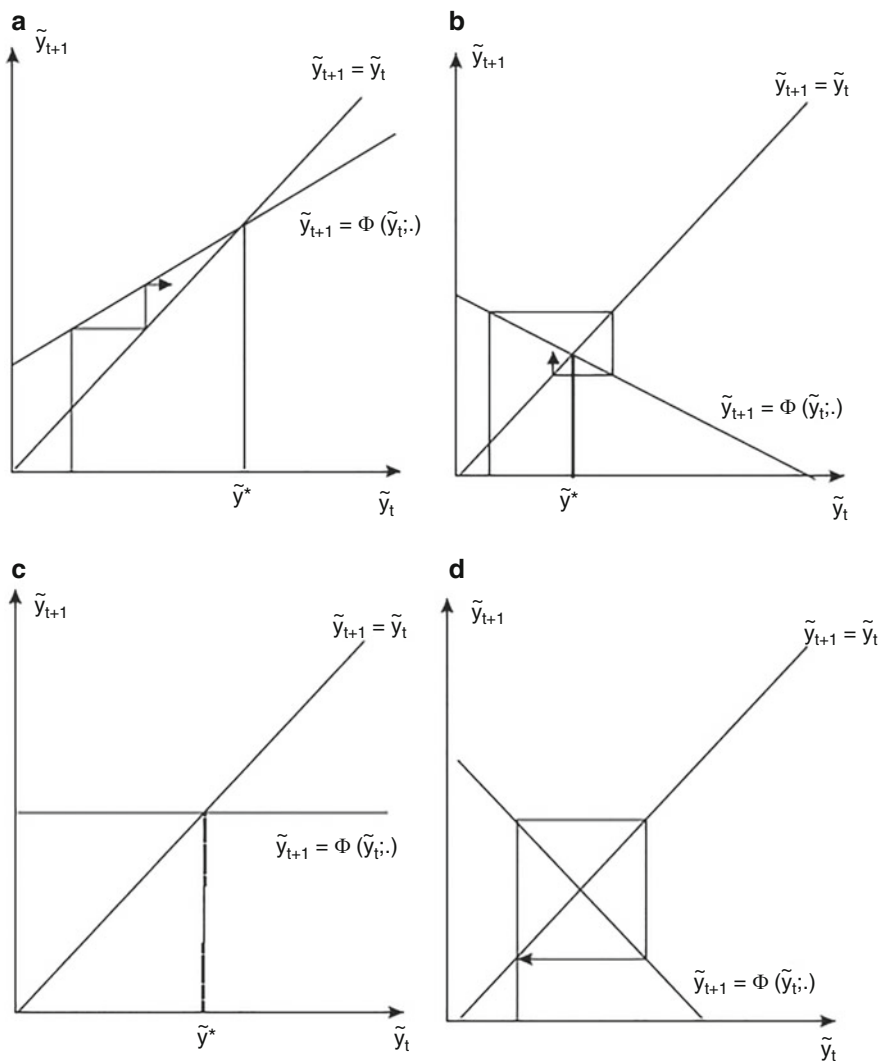 a
ỹt+1
ỹt+1 = ỹt
ỹt+1 = Φ (ỹt;.)
ỹ*
ỹt
b
ỹt+1
ỹt+1 = ỹt
ỹt+1 = Φ (ỹt;.)
ỹ*
ỹt
c
ỹt+1
ỹt+1 = ỹt
ỹt+1 = Φ (ỹt;.)
ỹ*
ỹt
d
ỹt+1
ỹt+1 = ỹt
ỹt+1 = Φ (ỹt;.)
ỹt